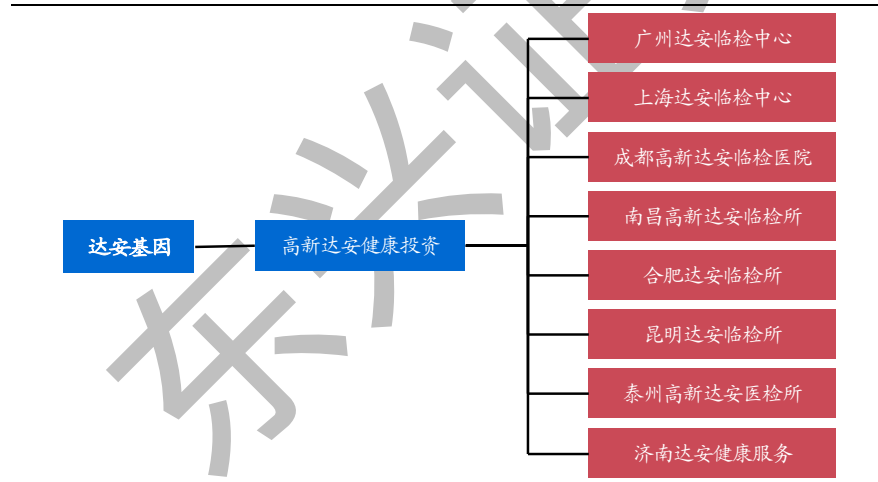 达安基因
高新达安健康投资
广州达安临检中心
上海达安临检中心
成都高新达安临检医院
南昌高新达安临检所
合肥达安临检所
昆明达安临检所
泰州高新达安医检所
济南达安健康服务
东兴证